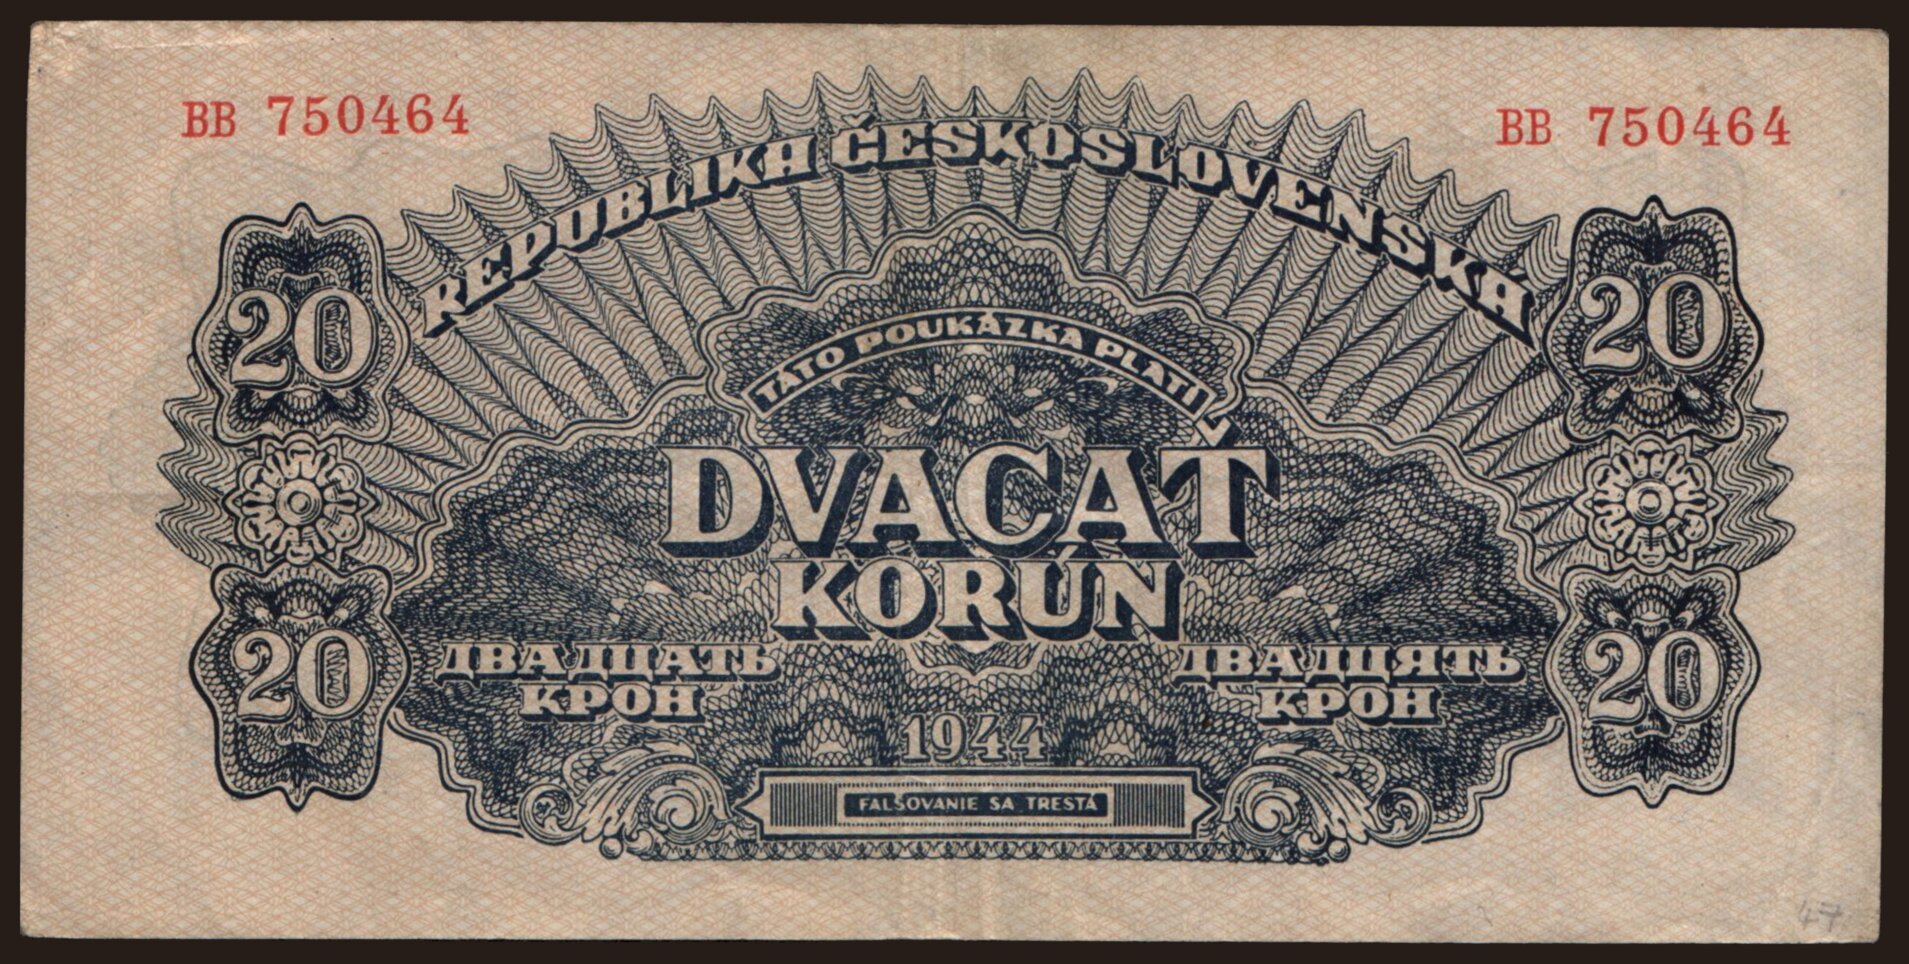 BB 750464
BB 750464
REPUBLIKA ČESKOSLOVENSKÁ
20
20
TÁTO POUKÁZKA PLATÍ
DVACAŤ
KORÚN
ДВАДЦАТЬ
КРОН
ДВАДЦЯТЬ
КРОН
20
20
1944
FALŠOVANIE SA TRESTÁ
47